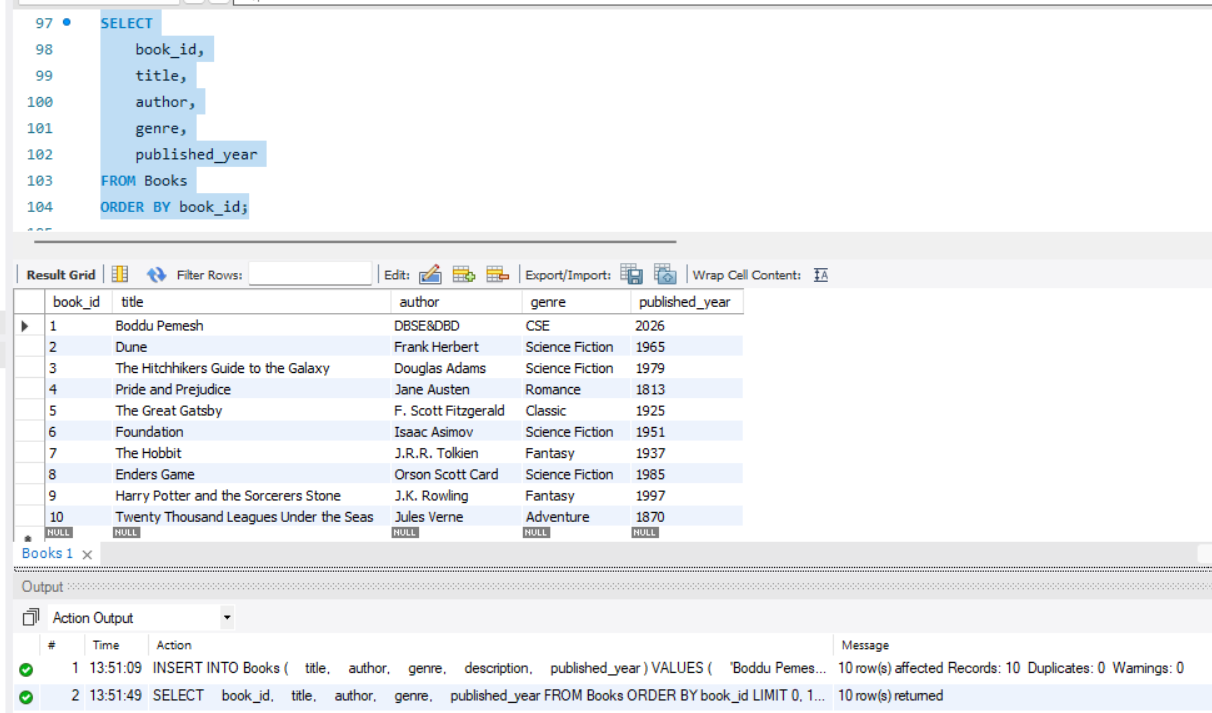 97 SELECT
98 book_id,
99 title,
100 author,
101 genre,
102 published_year
103 FROM Books
104 ORDER BY book_id;
Result Grid Filter Rows: Edit: Export/Import: Wrap Cell Content: IA
book_id title author genre published_year
1 Boddu Pemesh DBSE&DBD CSE 2026
2 Dune Frank Herbert Science Fiction 1965
3 The Hitchhikers Guide to the Galaxy Douglas Adams Science Fiction 1979
4 Pride and Prejudice Jane Austen Romance 1813
5 The Great Gatsby F. Scott Fitzgerald Classic 1925
6 Foundation Isaac Asimov Science Fiction 1951
7 The Hobbit J.R.R. Tolkien Fantasy 1937
8 Enders Game Orson Scott Card Science Fiction 1985
9 Harry Potter and the Sorcerers Stone J.K. Rowling Fantasy 1997
10 Twenty Thousand Leagues Under the Seas Jules Verne Adventure 1870
NULL NULL NULL NULL NULL
Books 1
Output
Action Output
# Time Action Message
1 13:51:09 INSERT INTO Books ( title, author, genre, description, published_year ) VALUES ( 'Boddu Pemes... 10 row(s) affected Records: 10 Duplicates: 0 Warnings: 0
2 13:51:49 SELECT book_id, title, author, genre, published_year FROM Books ORDER BY book_id LIMIT 0, 1... 10 row(s) returned